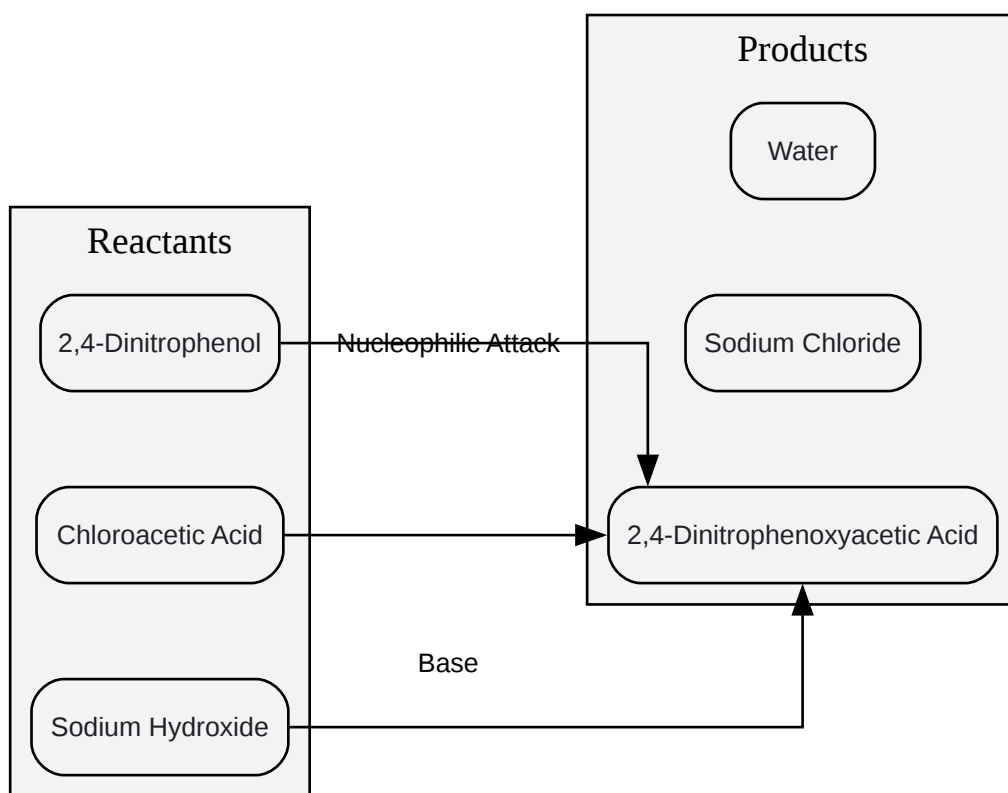 Products
Water
Reactants
2,4-Dinitrophenol
Nucleophilic Attack
Sodium Chloride
Chloroacetic Acid
2,4-Dinitrophenoxyacetic Acid
Base
Sodium Hydroxide